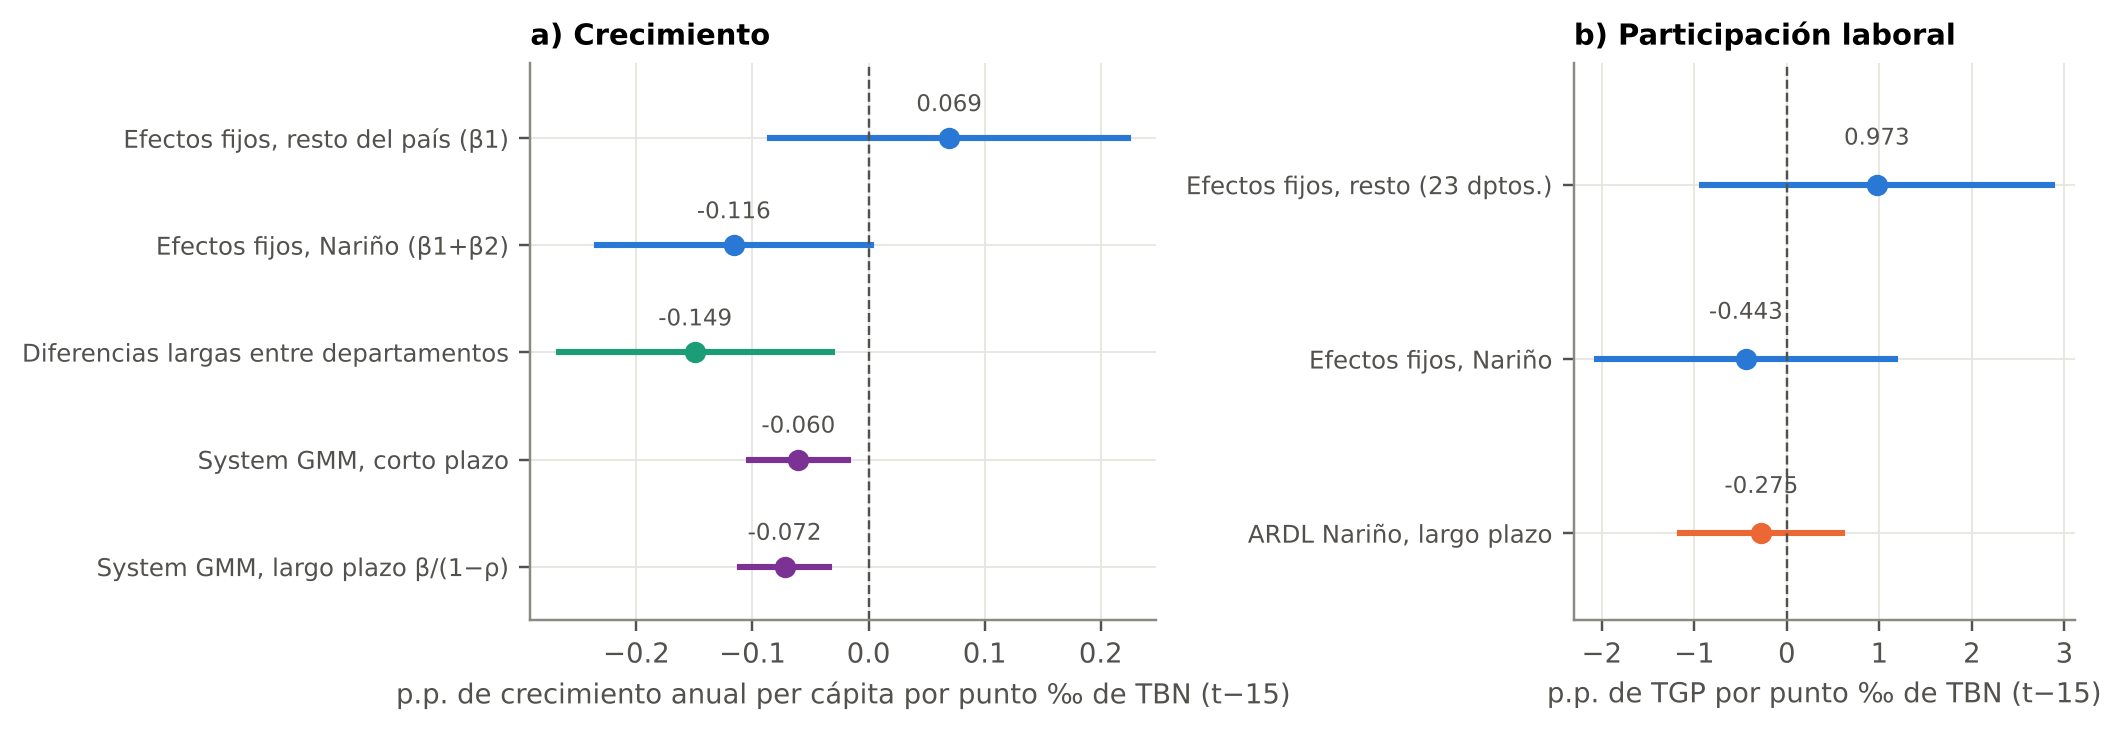 a) Crecimiento
0.069
Efectos fijos, resto del país (β1)
-0.116
Efectos fijos, Nariño (β1+β2)
-0.149
Diferencias largas entre departamentos
-0.060
System GMM, corto plazo
-0.072
System GMM, largo plazo β/(1−ρ)
−0.2 −0.1 0.0 0.1 0.2
p.p. de crecimiento anual per cápita por punto ‰ de TBN (t−15)
b) Participación laboral
0.973
Efectos fijos, resto (23 dptos.)
-0.443
Efectos fijos, Nariño
-0.275
ARDL Nariño, largo plazo
−2 −1 0 1 2 3
p.p. de TGP por punto ‰ de TBN (t−15)